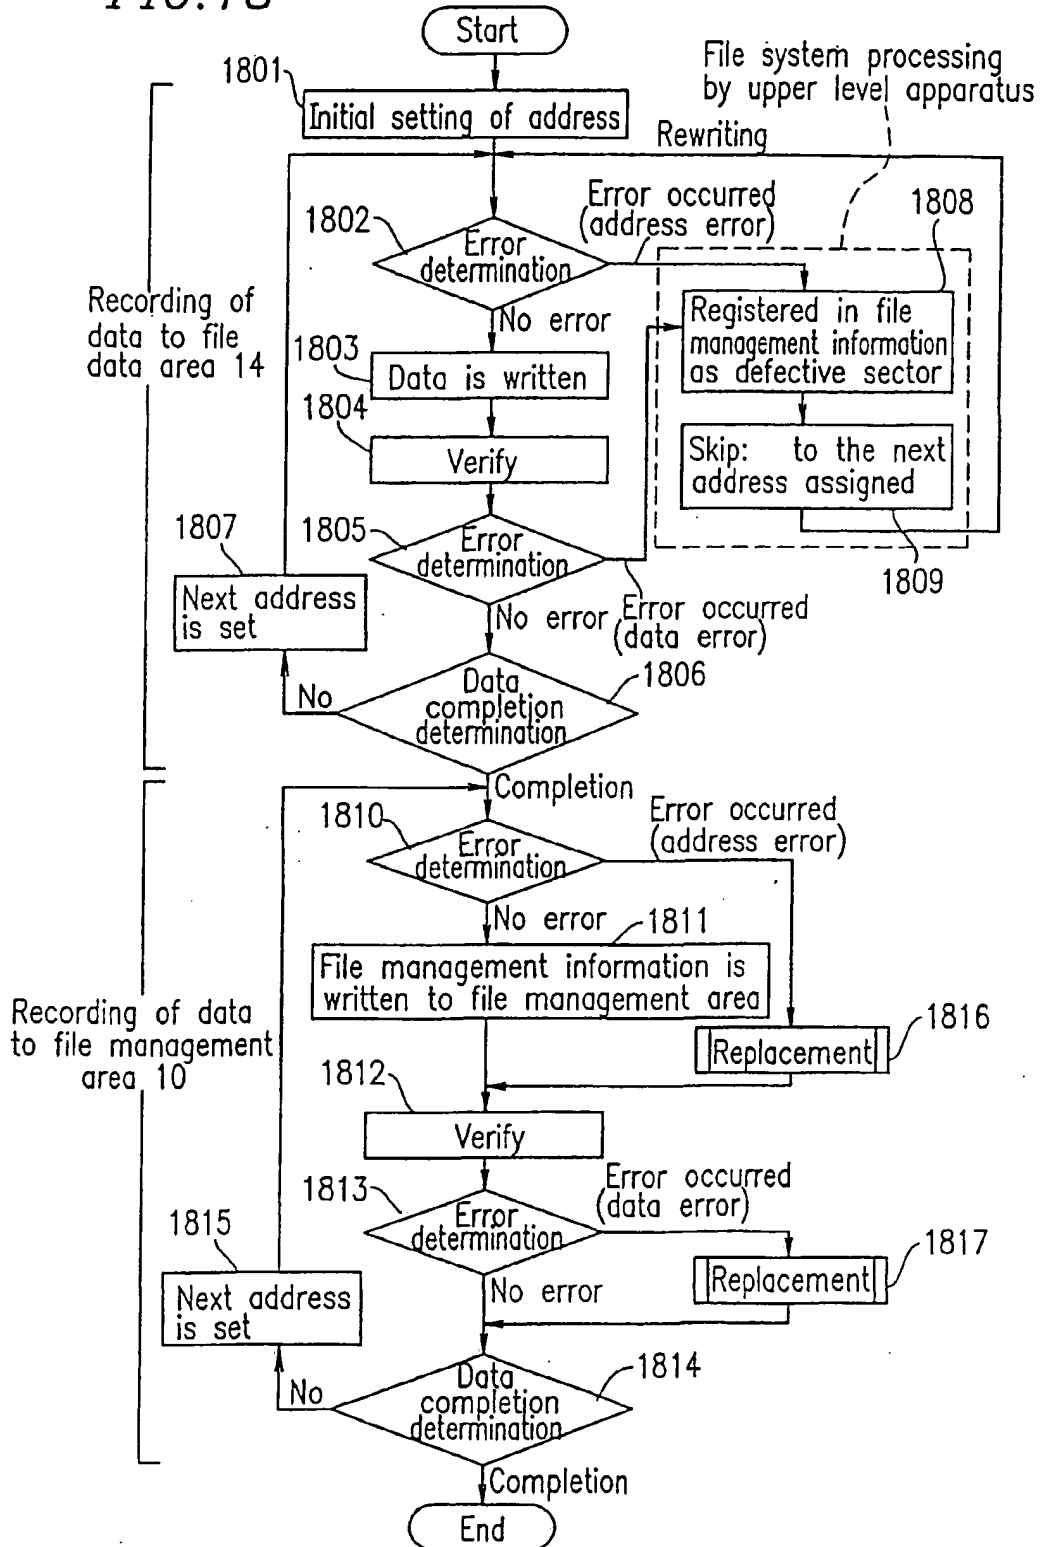 Start
1801
Initial setting of address
File system processing
by upper level apparatus
Rewriting
1802
Error
determination
Error occurred
(address error)
1808
Registered in file
management information
as defective sector
No error
1803
Data is written
1804
Verify
Skip: to the next
address assigned
1809
Recording of
data to file
data area 14
1805
Error
determination
1807
Next address
is set
No error
Error occurred
(data error)
1806
Data
completion
determination
No
Completion
1810
Error
determination
Error occurred
(address error)
No error
1811
File management information is
written to file management area
1816
Replacement
Recording of data
to file management
area 10
1812
Verify
1813
Error
determination
Error occurred
(data error)
1815
Next address
is set
1817
Replacement
No error
1814
Data
completion
determination
No
Completion
End